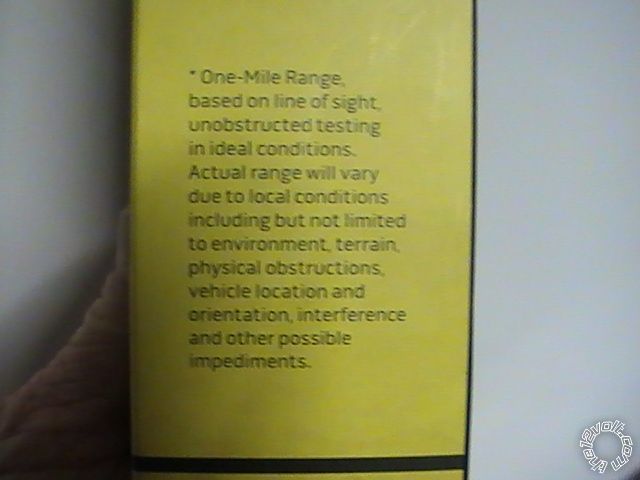 * One-Mile Range,
based on line of sight,
unobstructed testing
in ideal conditions.
Actual range will vary
due to local conditions
including but not limited
to environment, terrain,
physical obstructions,
vehicle location and
orientation, interference
and other possible
impediments.
the12volt.com